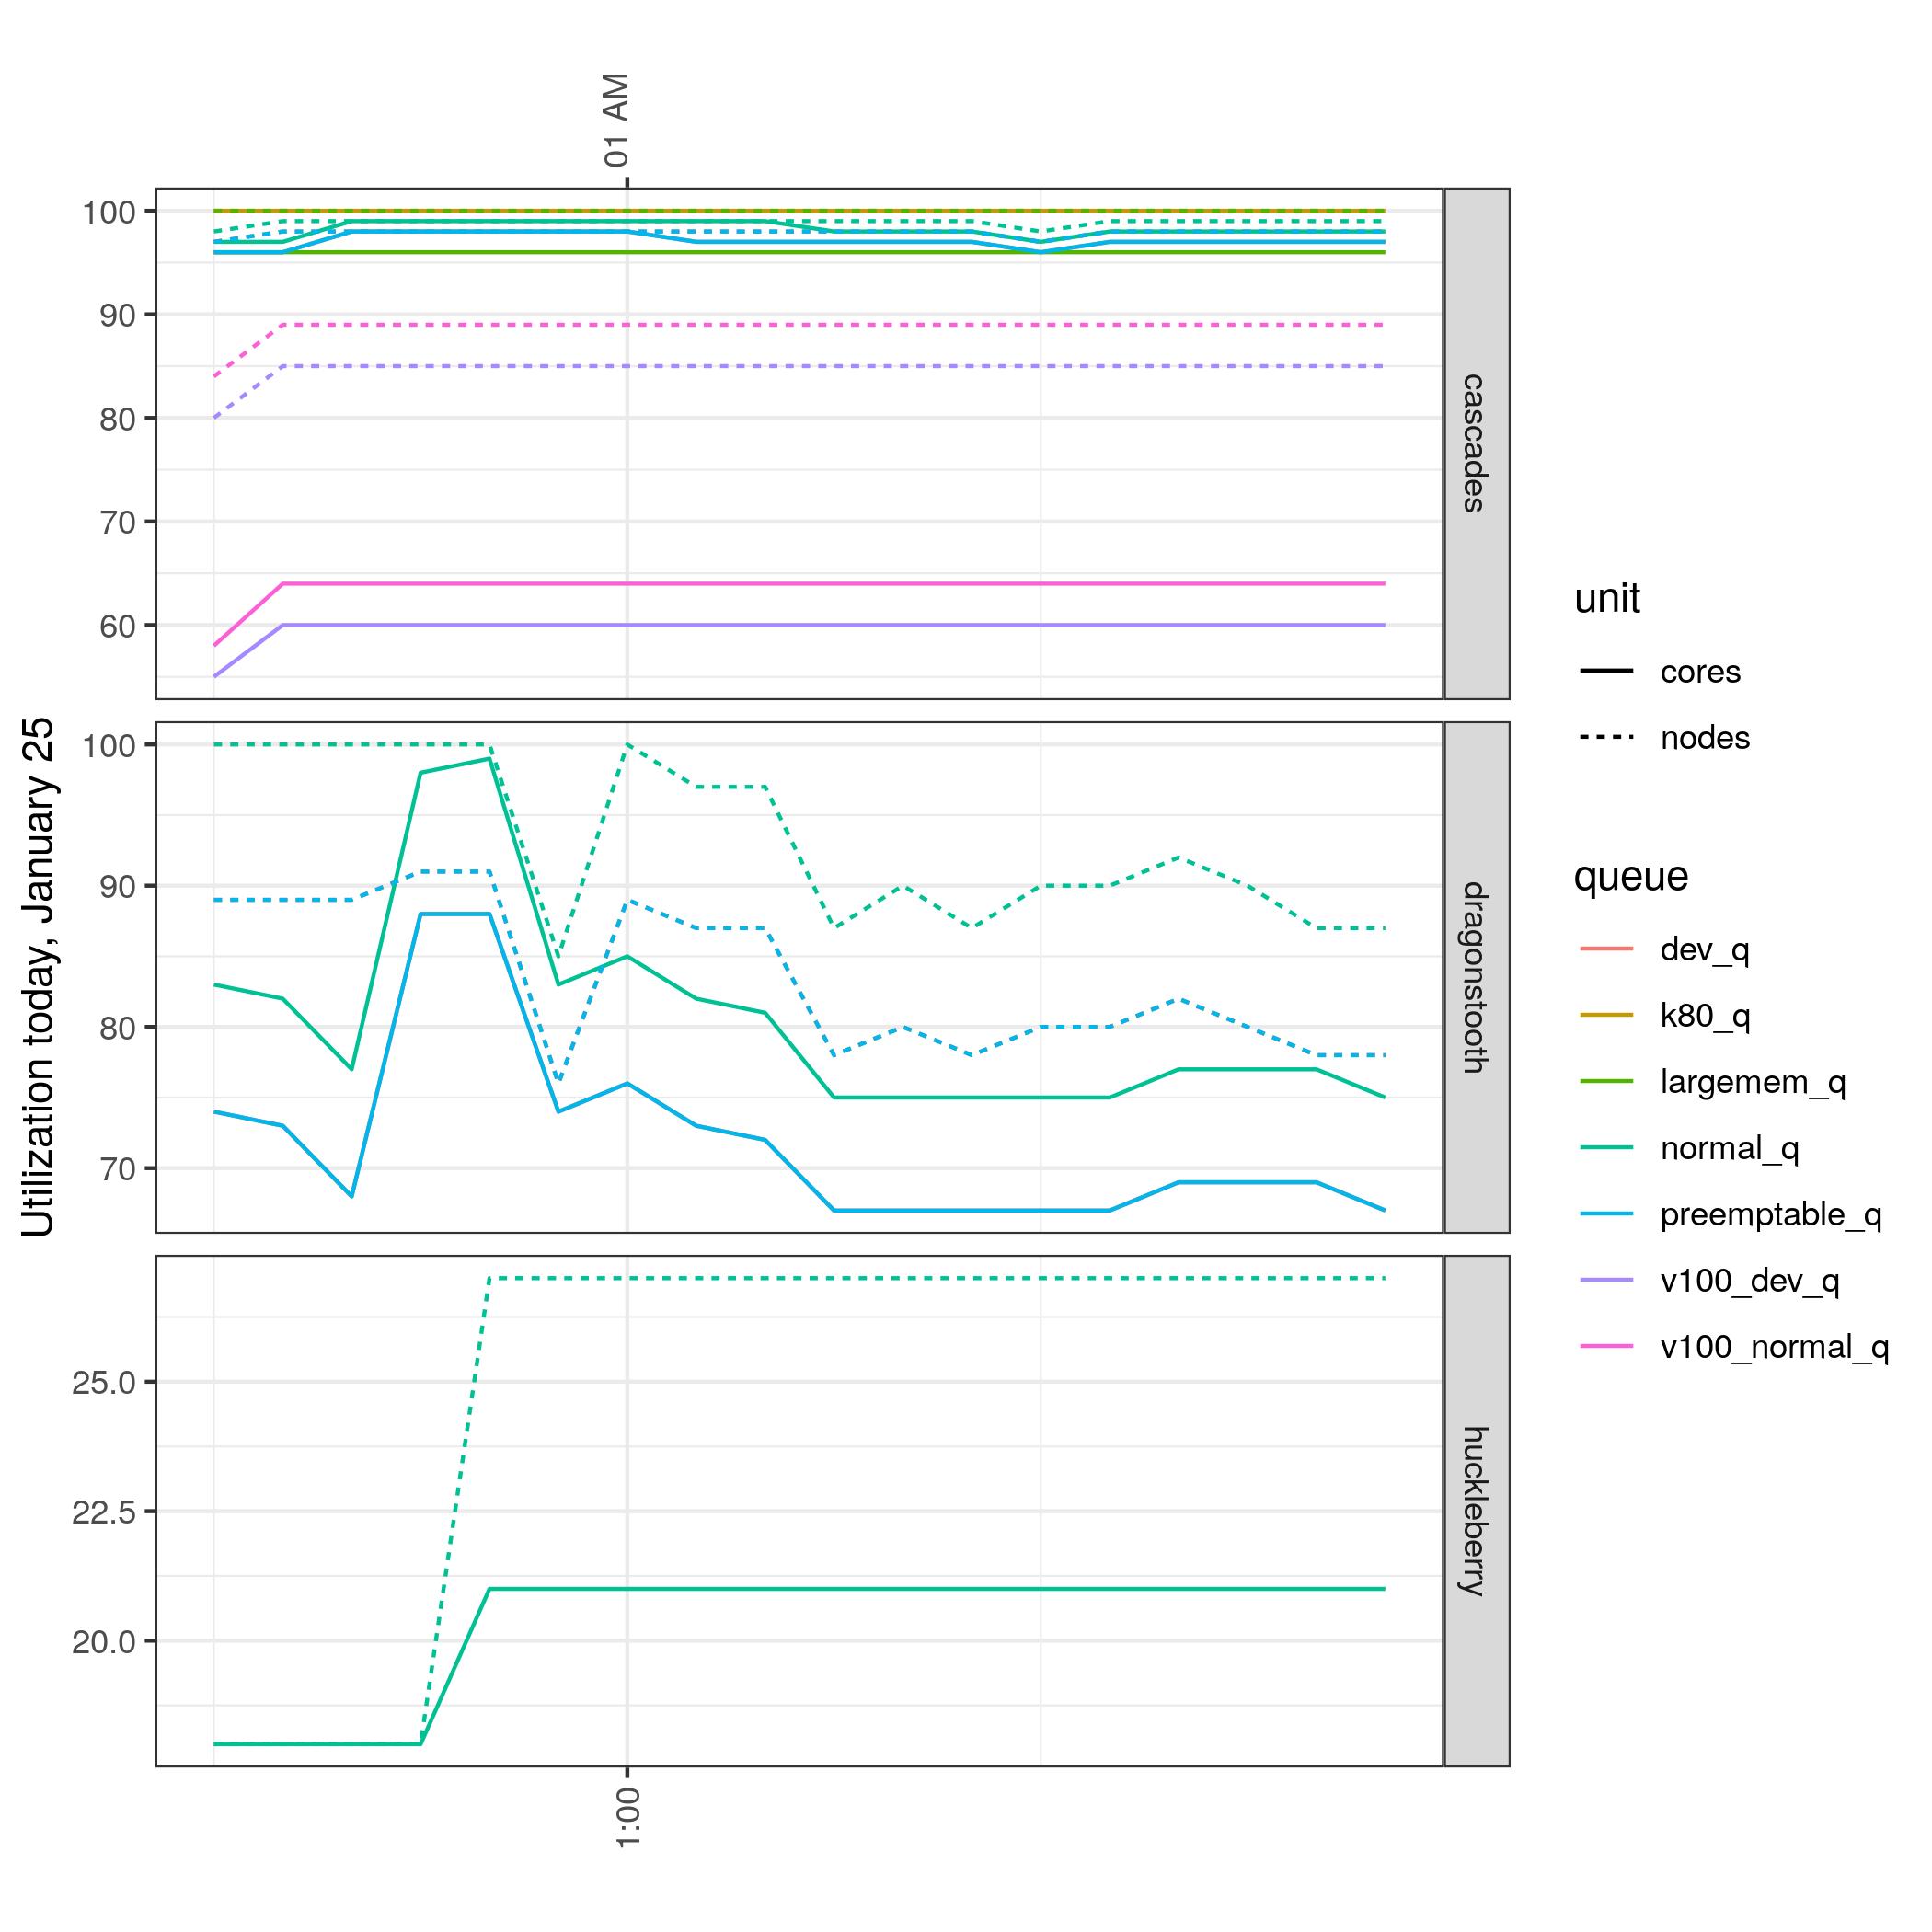 01 AM
100
90
80
70
60
cascades
100
90
80
70
dragonstooth
25.0
22.5
20.0
huckleberry
1:00
Utilization today, January 25
unit
cores
nodes
queue
dev_q
k80_q
largemem_q
normal_q
preemptable_q
v100_dev_q
v100_normal_q